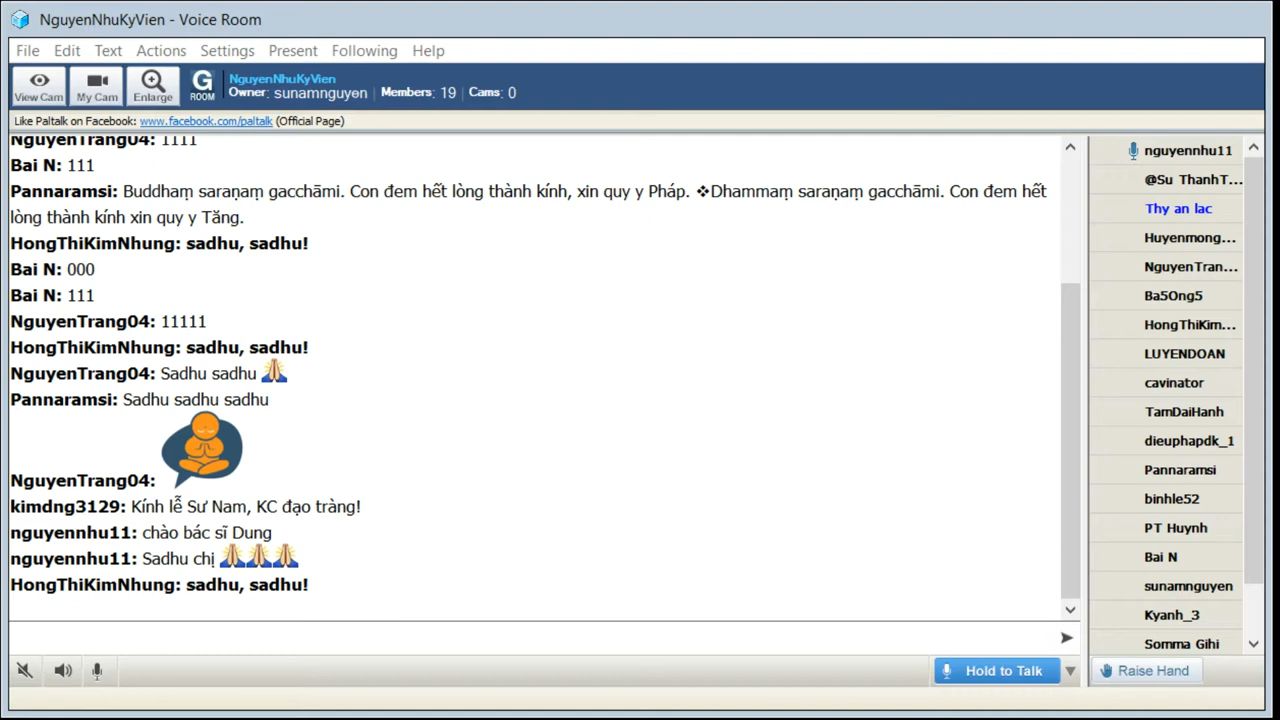 NguyenNhuKyVien - Voice Room
File Edit Text Actions Settings Present Following Help
View Cam My Cam Enlarge G ROOM
NguyenNhuKyVien
Owner: sunamnguyen | Members: 19 | Cams: 0
Like Paltalk on Facebook: www.facebook.com/paltalk (Official Page)
NguyenTrang04: 1111
Bai N: 111
Pannaramsi: Buddhaṃ saraṇaṃ gacchāmi. Con đem hết lòng thành kính, xin quy y Pháp. ❖Dhammaṃ saraṇaṃ gacchāmi. Con đem hết
lòng thành kính xin quy y Tăng.
HongThiKimNhung: sadhu, sadhu!
Bai N: 000
Bai N: 111
NguyenTrang04: 11111
HongThiKimNhung: sadhu, sadhu!
NguyenTrang04: Sadhu sadhu 🙏
Pannaramsi: Sadhu sadhu sadhu
NguyenTrang04:
kimdng3129: Kính lễ Sư Nam, KC đạo tràng!
nguyennhu11: chào bác sĩ Dung
nguyennhu11: Sadhu chị 🙏🙏🙏
HongThiKimNhung: sadhu, sadhu!
nguyennhu11
@Su ThanhT...
Thy an lac
Huyenmong...
NguyenTran...
Ba5Ong5
HongThiKim...
LUYENDOAN
cavinator
TamDaiHanh
dieuphapdk_1
Pannaramsi
binhle52
PT Huynh
Bai N
sunamnguyen
Kyanh_3
Somma Gihi
Hold to Talk
Raise Hand